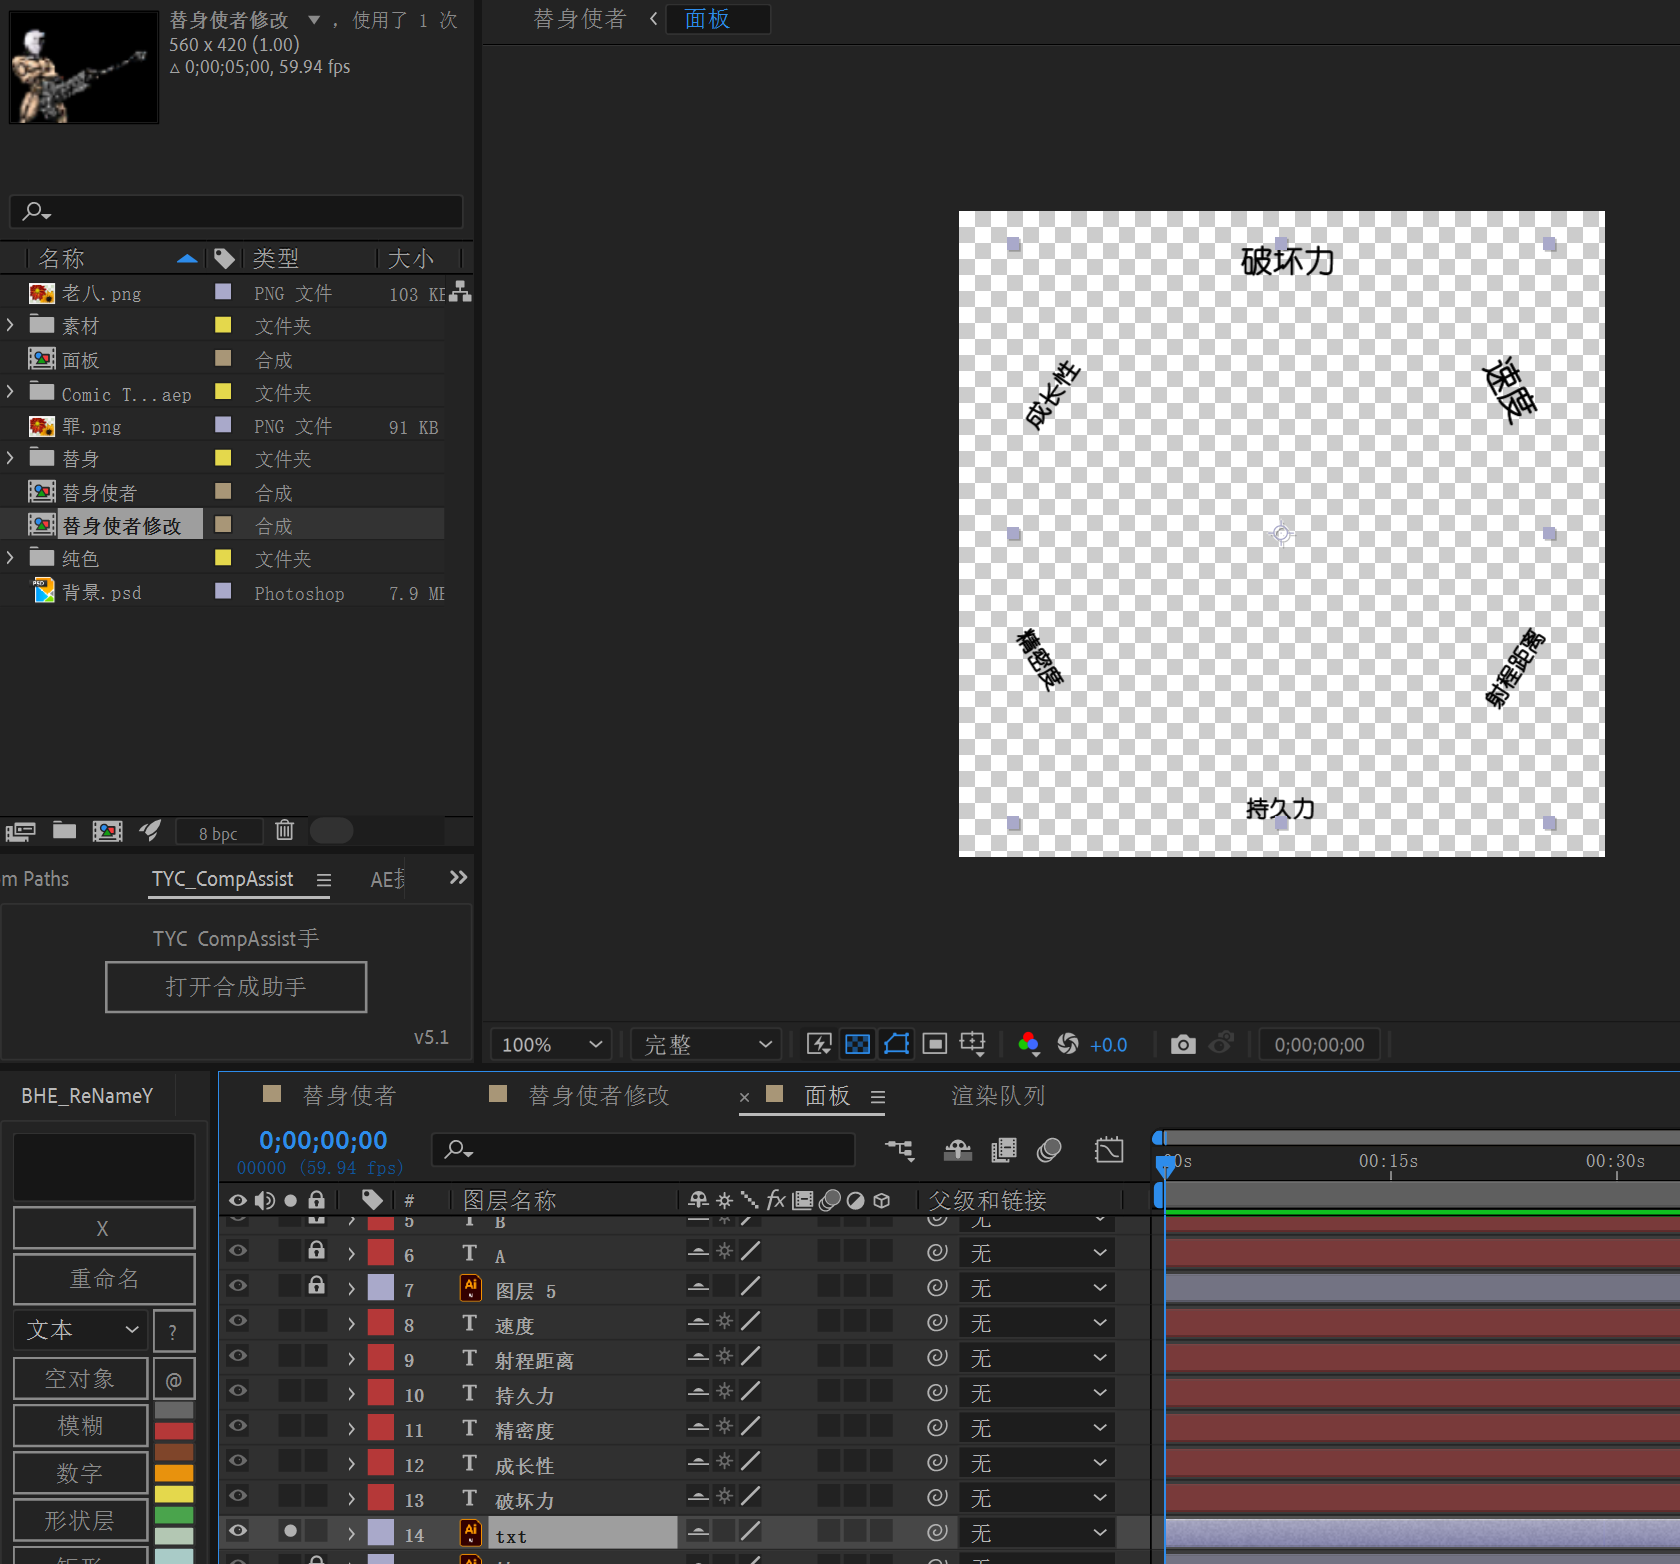 替身使者修改 ▼ ，使用了 1 次
560 x 420 (1.00)
△ 0;00;05;00, 59.94 fps
名称 类型 大小
老八.png PNG 文件 103 KE
素材 文件夹
面板 合成
Comic T...aep 文件夹
罪.png PNG 文件 91 KB
替身 文件夹
替身使者 合成
替身使者修改 合成
纯色 文件夹
背景.psd Photoshop 7.9 ME
8 bpc
m Paths TYC_CompAssist
TYC CompAssist手
打开合成助手
v5.1
替身使者 面板
破坏力
成长性
速度
精密度
射程距离
持久力
100% 完整 +0.0 0;00;00;00
BHE_ReNameY
X
重命名
文本 ?
空对象 @
模糊
数字
形状层
矩形
替身使者 替身使者修改 × 面板 渲染队列
0;00;00;00
00000 (59.94 fps)
00s 00:15s 00:30s
# 图层名称 fx 父级和链接
5 T B 无
6 T A 无
7 Ai 图层 5 无
8 T 速度 无
9 T 射程距离 无
10 T 持久力 无
11 T 精密度 无
12 T 成长性 无
13 T 破坏力 无
14 Ai txt 无